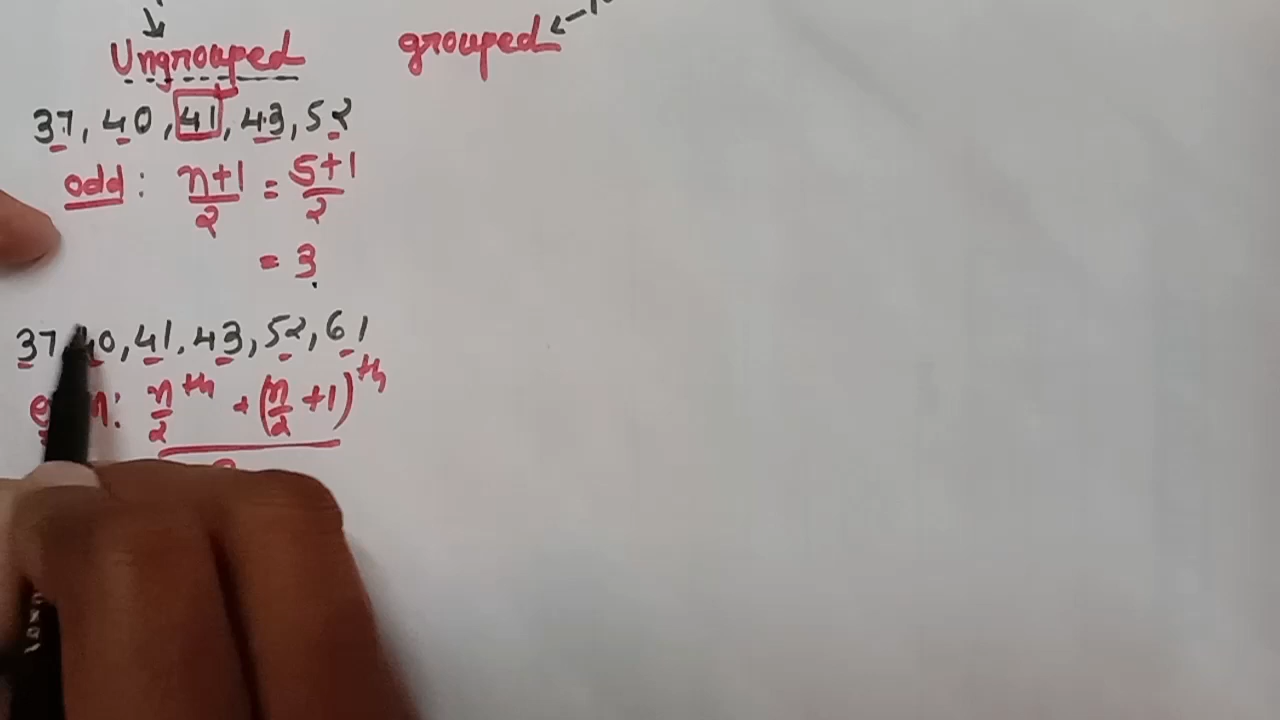 Ungrouped grouped
37, 40, 41, 43, 52
odd: n+1/2 = 5+1/2
= 3
37 40, 41, 43, 52, 61
n/2 th + (n/2 + 1)th